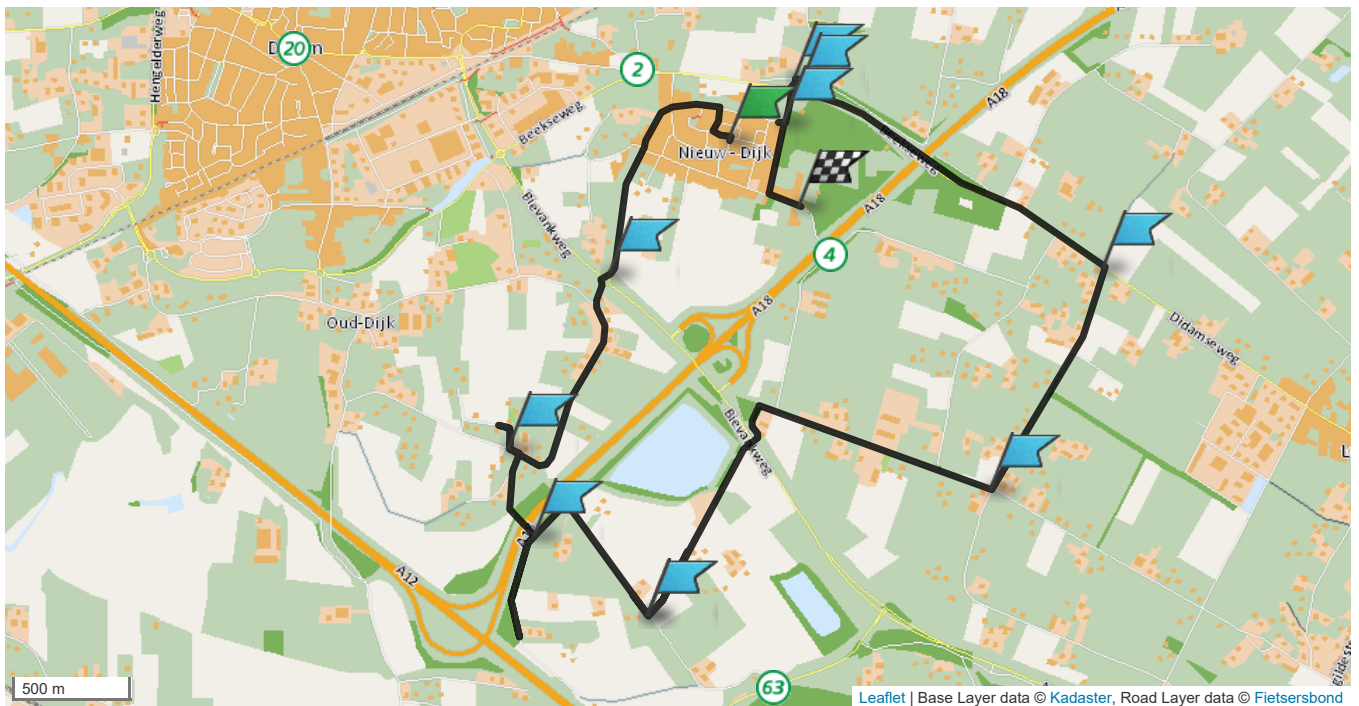 Hengelderweg
20
2
A18
Beekseweg
Nieuw-Dijk
A18
Bievankweg
4
A18
Oud-Dijk
Didamseweg
Bievankweg
A12
63
500 m
Leaflet | Base Layer data © Kadaster, Road Layer data © Fietsersbond